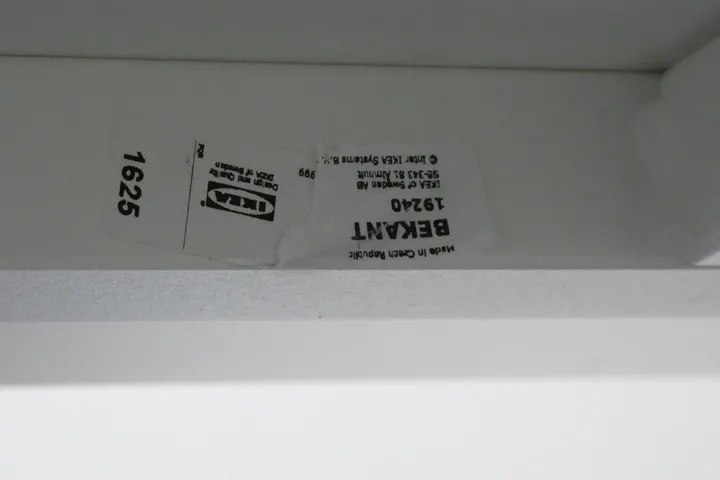 Made in Czech Republic
BEKANT
19240
IKEA of Sweden AB
SE-343 81 Älmhult
© Inter IKEA Systems B.V.
999
IKEA
Design and Quality
IKEA of Sweden
1625